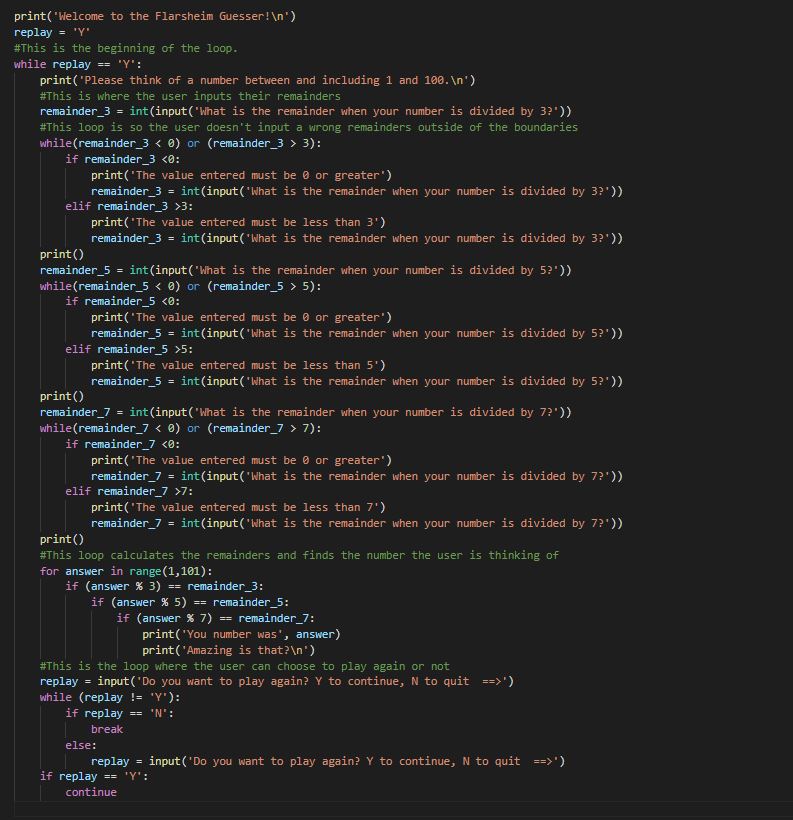 print('Welcome to the Flarsheim Guesser!\n')
replay = 'Y'
#This is the beginning of the loop.
while replay == 'Y':
    print('Please think of a number between and including 1 and 100.\n')
    #This is where the user inputs their remainders
    remainder_3 = int(input('What is the remainder when your number is divided by 3?'))
    #This loop is so the user doesn't input a wrong remainders outside of the boundaries
    while(remainder_3 < 0) or (remainder_3 > 3):
        if remainder_3 <0:
            print('The value entered must be 0 or greater')
            remainder_3 = int(input('What is the remainder when your number is divided by 3?'))
        elif remainder_3 >3:
            print('The value entered must be less than 3')
            remainder_3 = int(input('What is the remainder when your number is divided by 3?'))
    print()
    remainder_5 = int(input('What is the remainder when your number is divided by 5?'))
    while(remainder_5 < 0) or (remainder_5 > 5):
        if remainder_5 <0:
            print('The value entered must be 0 or greater')
            remainder_5 = int(input('What is the remainder when your number is divided by 5?'))
        elif remainder_5 >5:
            print('The value entered must be less than 5')
            remainder_5 = int(input('What is the remainder when your number is divided by 5?'))
    print()
    remainder_7 = int(input('What is the remainder when your number is divided by 7?'))
    while(remainder_7 < 0) or (remainder_7 > 7):
        if remainder_7 <0:
            print('The value entered must be 0 or greater')
            remainder_7 = int(input('What is the remainder when your number is divided by 7?'))
        elif remainder_7 >7:
            print('The value entered must be less than 7')
            remainder_7 = int(input('What is the remainder when your number is divided by 7?'))
    print()
    #This loop calculates the remainders and finds the number the user is thinking of
    for answer in range(1,101):
        if (answer % 3) == remainder_3:
            if (answer % 5) == remainder_5:
                if (answer % 7) == remainder_7:
                    print('You number was', answer)
                    print('Amazing is that?\n')
    #This is the loop where the user can choose to play again or not
    replay = input('Do you want to play again? Y to continue, N to quit  ==>')
    while (replay != 'Y'):
        if replay == 'N':
            break
        else:
            replay = input('Do you want to play again? Y to continue, N to quit  ==>')
    if replay == 'Y':
        continue